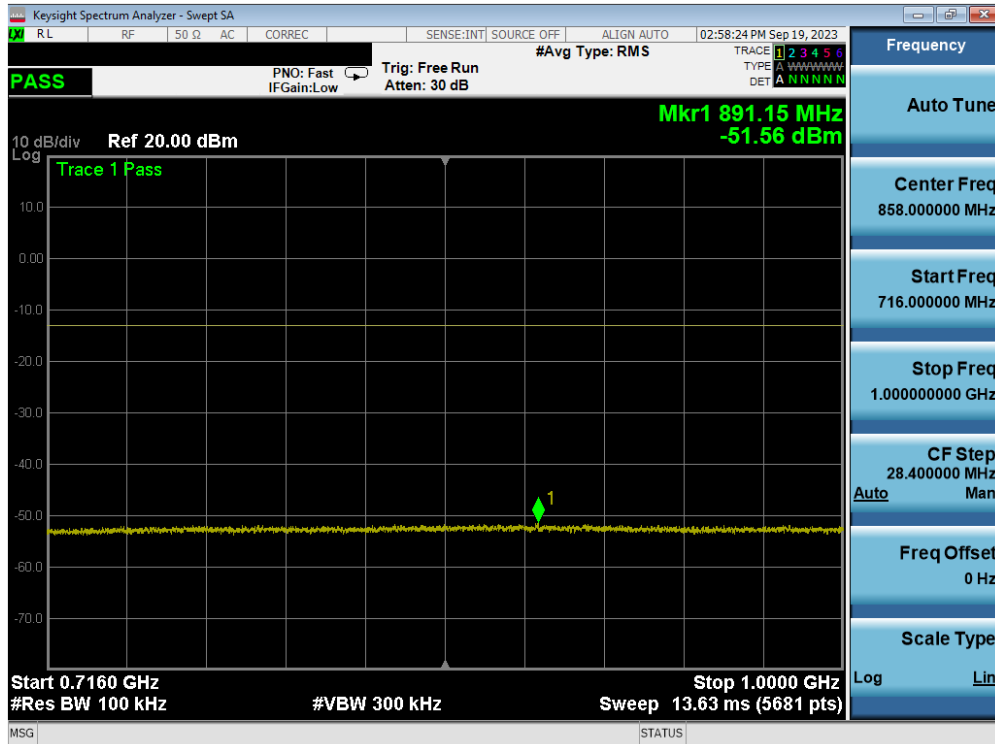 Keysight Spectrum Analyzer - Swept SA
LXI RL RF 50 Ω AC CORREC SENSE:INT SOURCE OFF ALIGN AUTO 02:58:24 PM Sep 19, 2023
PASS
PNO: Fast
IFGain:Low
Trig: Free Run
Atten: 30 dB
#Avg Type: RMS
TRACE 1 2 3 4 5 6
TYPE A WWWWW
DET A N N N N N
Mkr1 891.15 MHz
-51.56 dBm
10 dB/div Ref 20.00 dBm
Log
Trace 1 Pass
10.0
0.00
-10.0
-20.0
-30.0
-40.0
1
-50.0
-60.0
-70.0
Start 0.7160 GHz Stop 1.0000 GHz
#Res BW 100 kHz #VBW 300 kHz Sweep 13.63 ms (5681 pts)
MSG STATUS
Frequency
Auto Tune
Center Freq
858.000000 MHz
Start Freq
716.000000 MHz
Stop Freq
1.000000000 GHz
CF Step
28.400000 MHz
Auto Man
Freq Offset
0 Hz
Scale Type
Log Lin